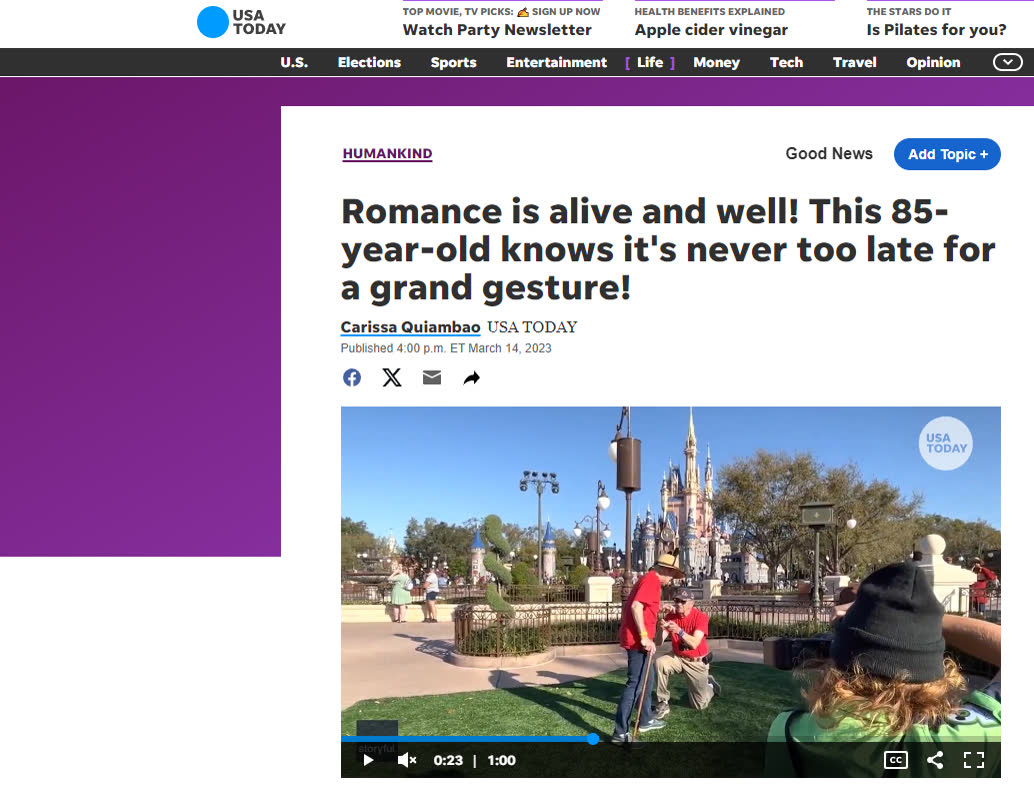 USA
TODAY
TOP MOVIE, TV PICKS: ✍ SIGN UP NOW
Watch Party Newsletter
HEALTH BENEFITS EXPLAINED
Apple cider vinegar
THE STARS DO IT
Is Pilates for you?
U.S. Elections Sports Entertainment [ Life ] Money Tech Travel Opinion
HUMANKIND
Good News
Add Topic +
Romance is alive and well! This 85-
year-old knows it's never too late for
a grand gesture!
Carissa Quiambao USA TODAY
Published 4:00 p.m. ET March 14, 2023
USA
TODAY
storyful
0:23 | 1:00
CC